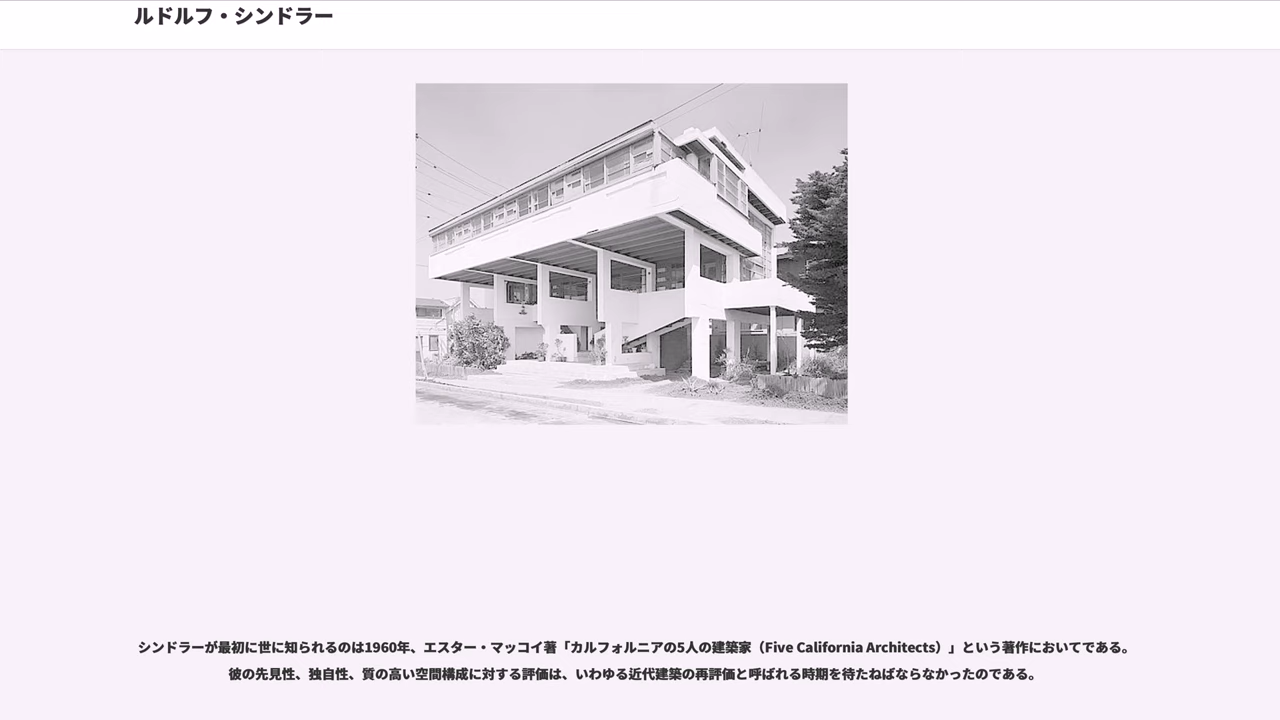 ルドルフ・シンドラー
シンドラーが最初に世に知られるのは1960年、エスター・マッコイ著「カルフォルニアの5人の建築家（Five California Architects）」という著作においてである。
彼の先見性、独自性、質の高い空間構成に対する評価は、いわゆる近代建築の再評価と呼ばれる時期を待たねばならなかったのである。